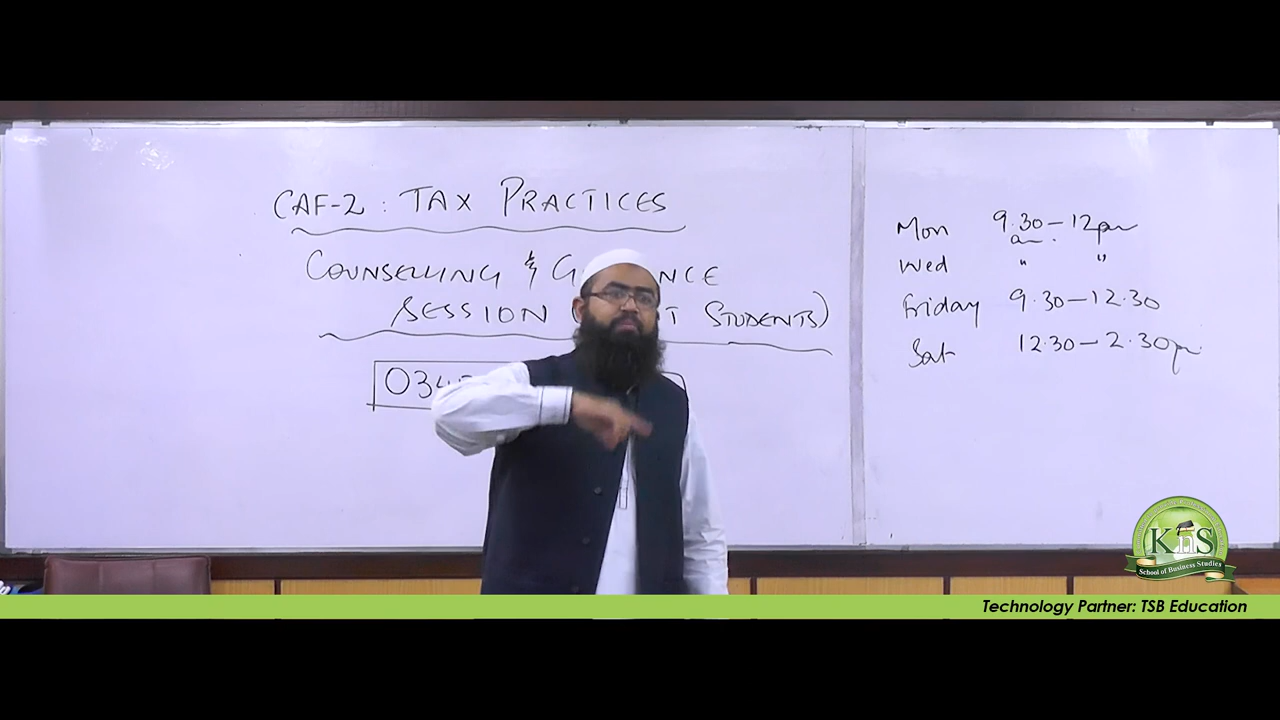 CAF-2 : TAX PRACTICES
COUNSELLING & G NCE
SESSION ( T STUDENTS)
034
Mon 9.30 – 12pm
am.
Wed " "
Friday 9.30 – 12.30
Sat 12.30 – 2.30pm
KnS
School of Business Studies
Technology Partner: TSB Education